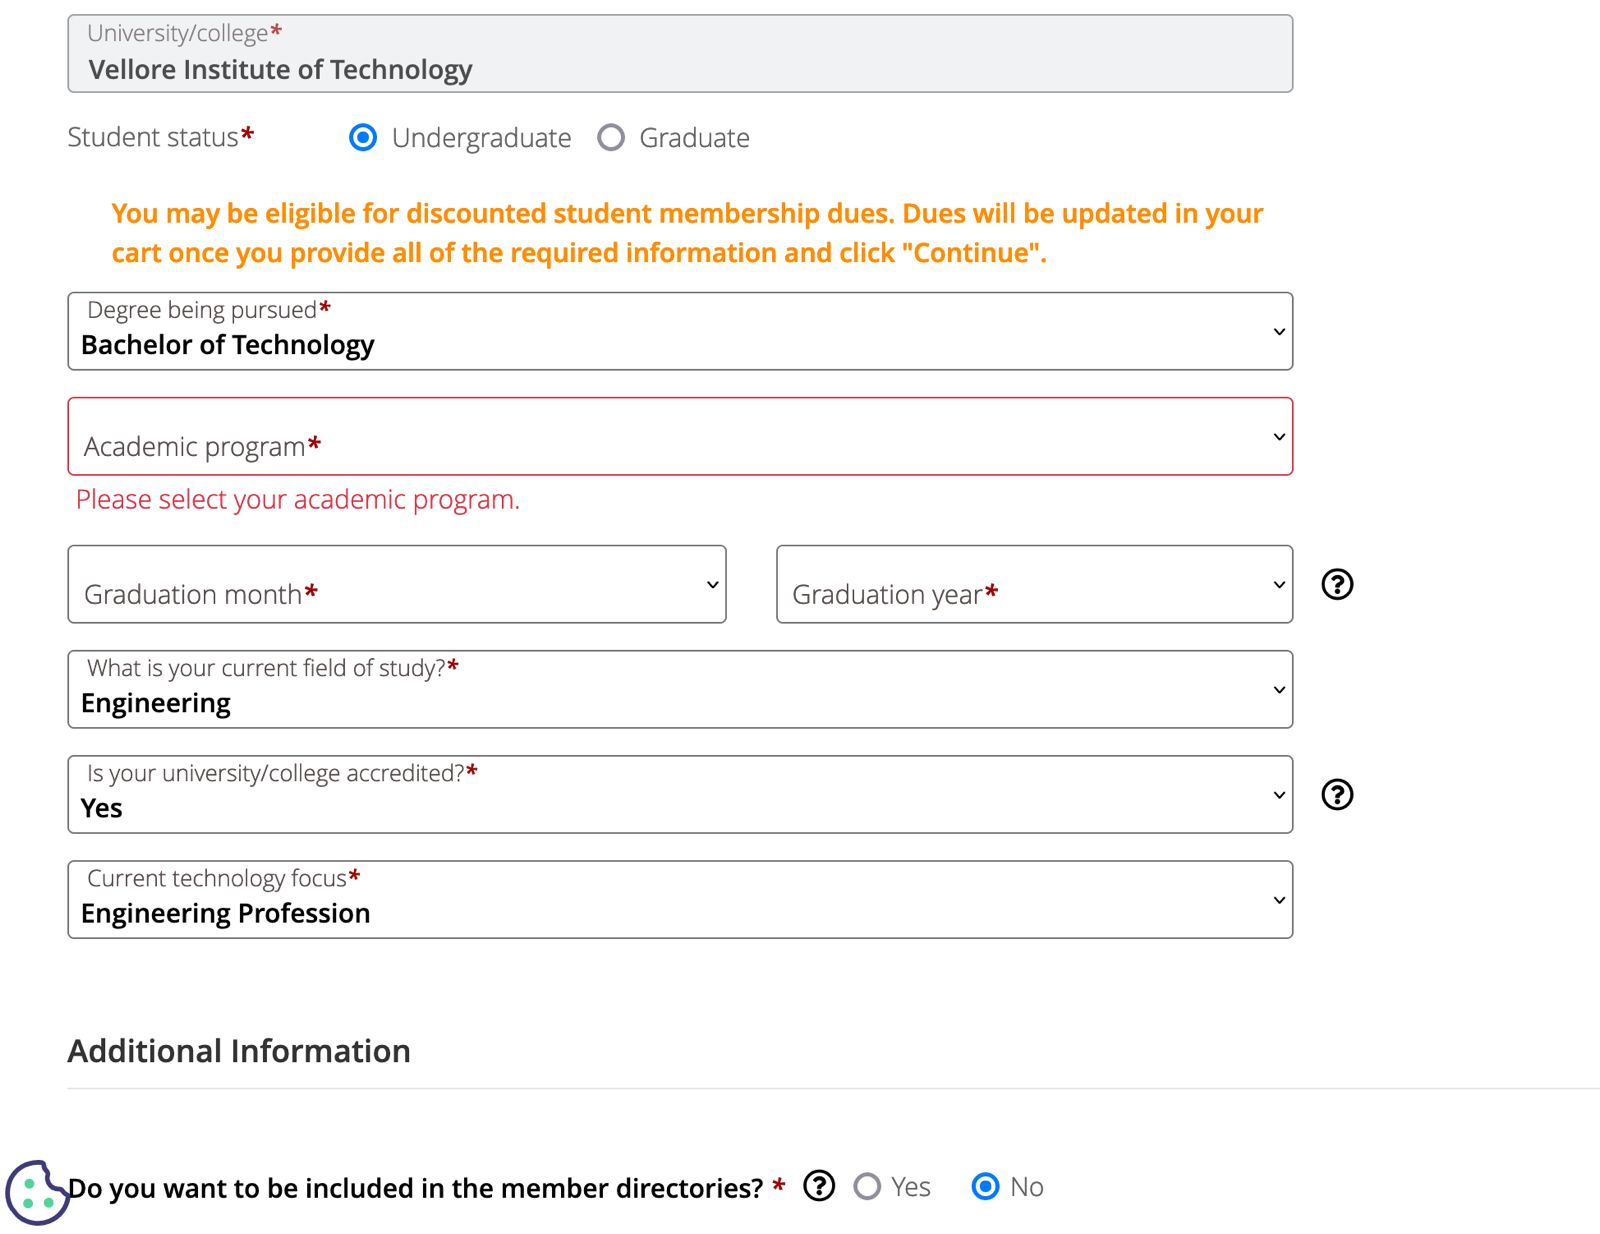 University/college*
Vellore Institute of Technology
Student status* Undergraduate Graduate
You may be eligible for discounted student membership dues. Dues will be updated in your
cart once you provide all of the required information and click "Continue".
Degree being pursued*
Bachelor of Technology
Academic program*
Please select your academic program.
Graduation month* Graduation year* ?
What is your current field of study?*
Engineering
Is your university/college accredited?*
Yes ?
Current technology focus*
Engineering Profession
Additional Information
Do you want to be included in the member directories? * ? Yes No